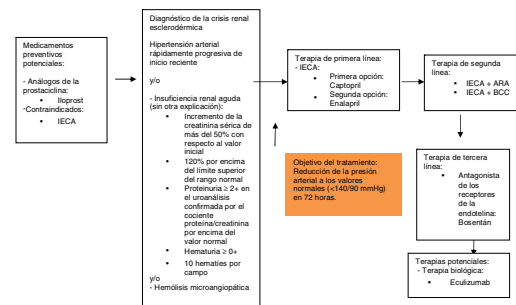 Medicamentos preventivos
potenciales:
- Análogos de la
prostaciclina:
• Iloprost
-Contraindicados:
• IECA
Diagnóstico de la crisis renal
esclerodérmica
Hipertensión arterial
rápidamente progresiva de
inicio reciente
y/o
- Insuficiencia renal aguda
(sin otra explicación):
• Incremento de la
creatinina sérica de
más del 50% con
respecto al valor
inicial
• 120% por encima
del límite superior
del rango normal
• Proteinuria ≥ 2+ en
el uroanálisis
confirmada por el
cociente
proteína/creatinina
por encima del
valor normal
• Hematuria ≥ 0+
• 10 hematíes por
campo
y/o
- Hemólisis microangiopática
Terapia de primera línea:
- IECA:
• Primera opción:
Captopril
• Segunda opción:
Enalapril
Objetivo del tratamiento:
Reducción de la presión
arterial a los valores
normales (<140/90 mmHg)
en 72 horas.
Terapia de segunda
línea:
• IECA + ARA
• IECA + BCC
Terapia de tercera
línea:
• Antagonista
de los
receptores
de la
endotelina:
Bosentán
Terapias potenciales:
- Terapia biológica:
• Eculizumab